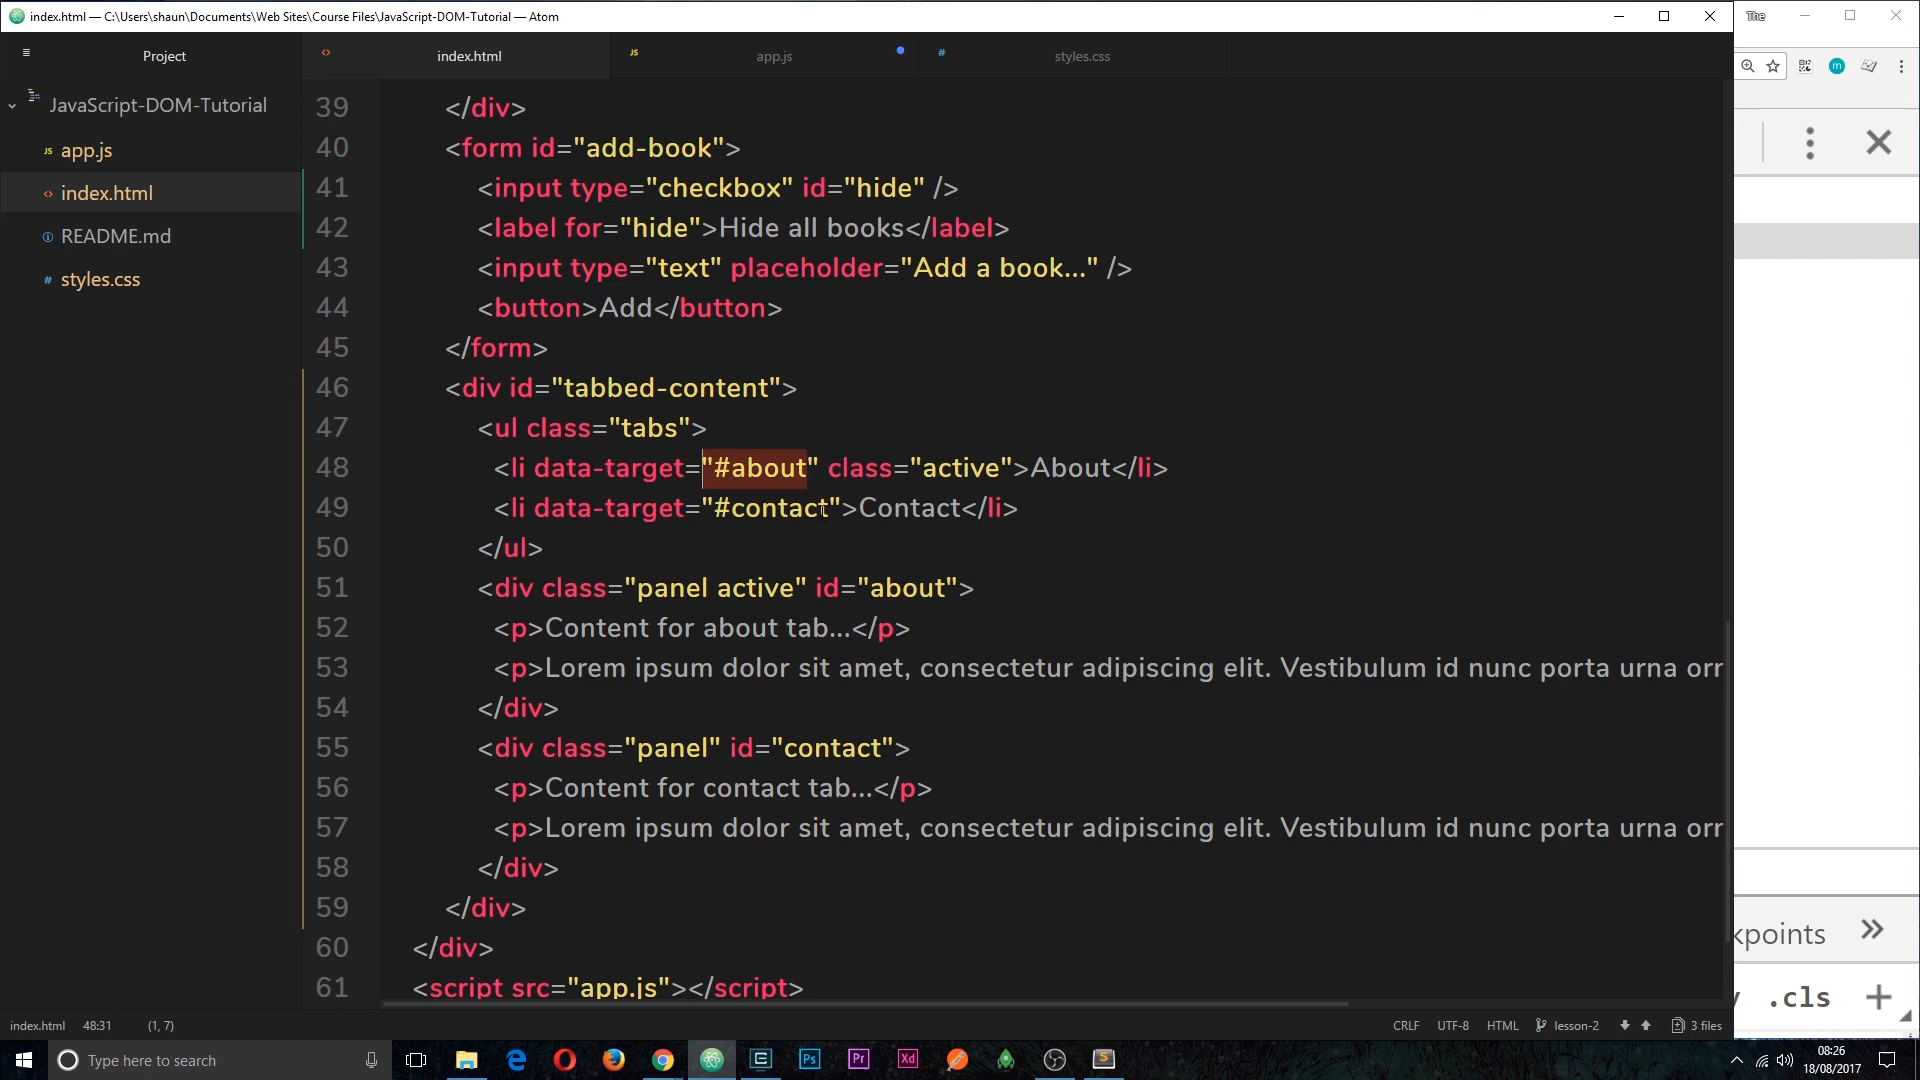 index.html — C:\Users\shaun\Documents\Web Sites\Course Files\JavaScript-DOM-Tutorial — Atom
The
Project
index.html
JS app.js
# styles.css
JavaScript-DOM-Tutorial
JS app.js
<> index.html
README.md
# styles.css
39 </div>
40 <form id="add-book">
41 <input type="checkbox" id="hide" />
42 <label for="hide">Hide all books</label>
43 <input type="text" placeholder="Add a book..." />
44 <button>Add</button>
45 </form>
46 <div id="tabbed-content">
47 <ul class="tabs">
48 <li data-target="#about" class="active">About</li>
49 <li data-target="#contact">Contact</li>
50 </ul>
51 <div class="panel active" id="about">
52 <p>Content for about tab...</p>
53 <p>Lorem ipsum dolor sit amet, consectetur adipiscing elit. Vestibulum id nunc porta urna orr
54 </div>
55 <div class="panel" id="contact">
56 <p>Content for contact tab...</p>
57 <p>Lorem ipsum dolor sit amet, consectetur adipiscing elit. Vestibulum id nunc porta urna orr
58 </div>
59 </div>
60 </div>
61 <script src="app.js"></script>
m
kpoints
.cls
index.html 48:31 (1, 7)
CRLF UTF-8 HTML lesson-2 3 files
Type here to search
Ps
Pr
Xd
S
08:26
18/08/2017